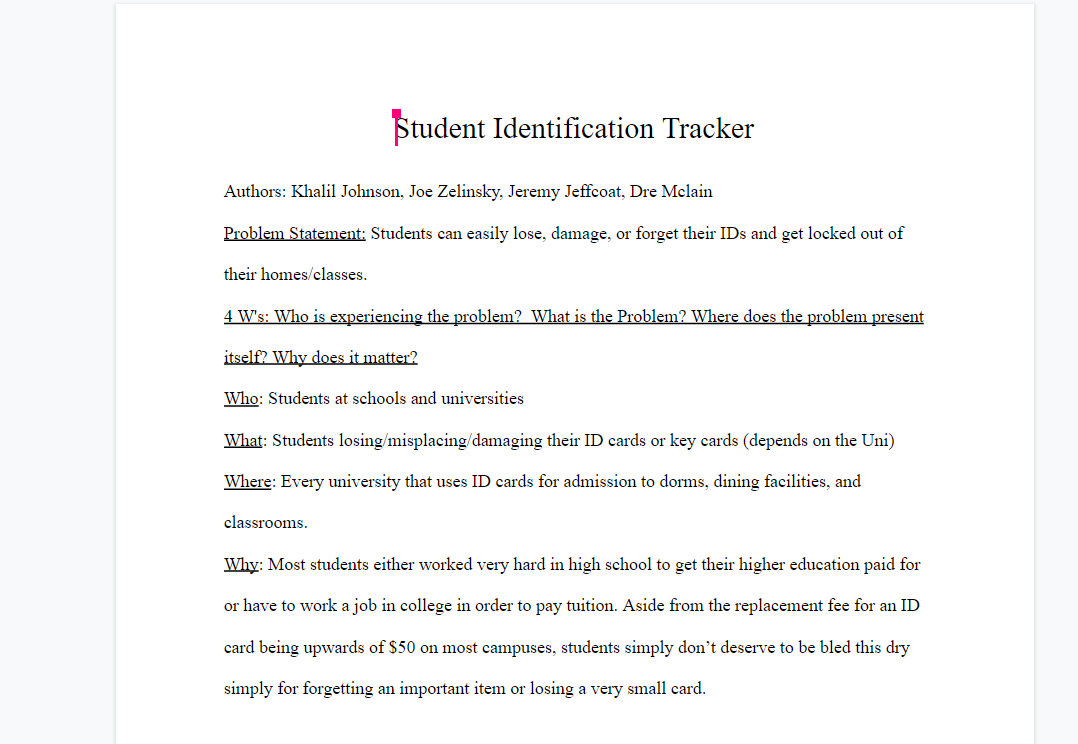 Student Identification Tracker
Authors: Khalil Johnson, Joe Zelinsky, Jeremy Jeffcoat, Dre Mclain
Problem Statement: Students can easily lose, damage, or forget their IDs and get locked out of
their homes/classes.
4 W's: Who is experiencing the problem?  What is the Problem? Where does the problem present
itself? Why does it matter?
Who: Students at schools and universities
What: Students losing/misplacing/damaging their ID cards or key cards (depends on the Uni)
Where: Every university that uses ID cards for admission to dorms, dining facilities, and
classrooms.
Why: Most students either worked very hard in high school to get their higher education paid for
or have to work a job in college in order to pay tuition. Aside from the replacement fee for an ID
card being upwards of $50 on most campuses, students simply don’t deserve to be bled this dry
simply for forgetting an important item or losing a very small card.